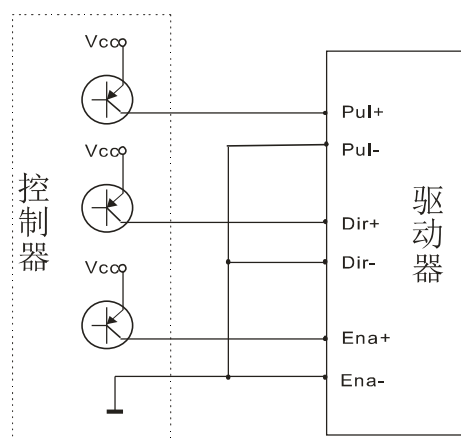 Vcc
Pul+
Pul-
Vcc
控制器
驱动器
Dir+
Dir-
Vcc
Ena+
Ena-